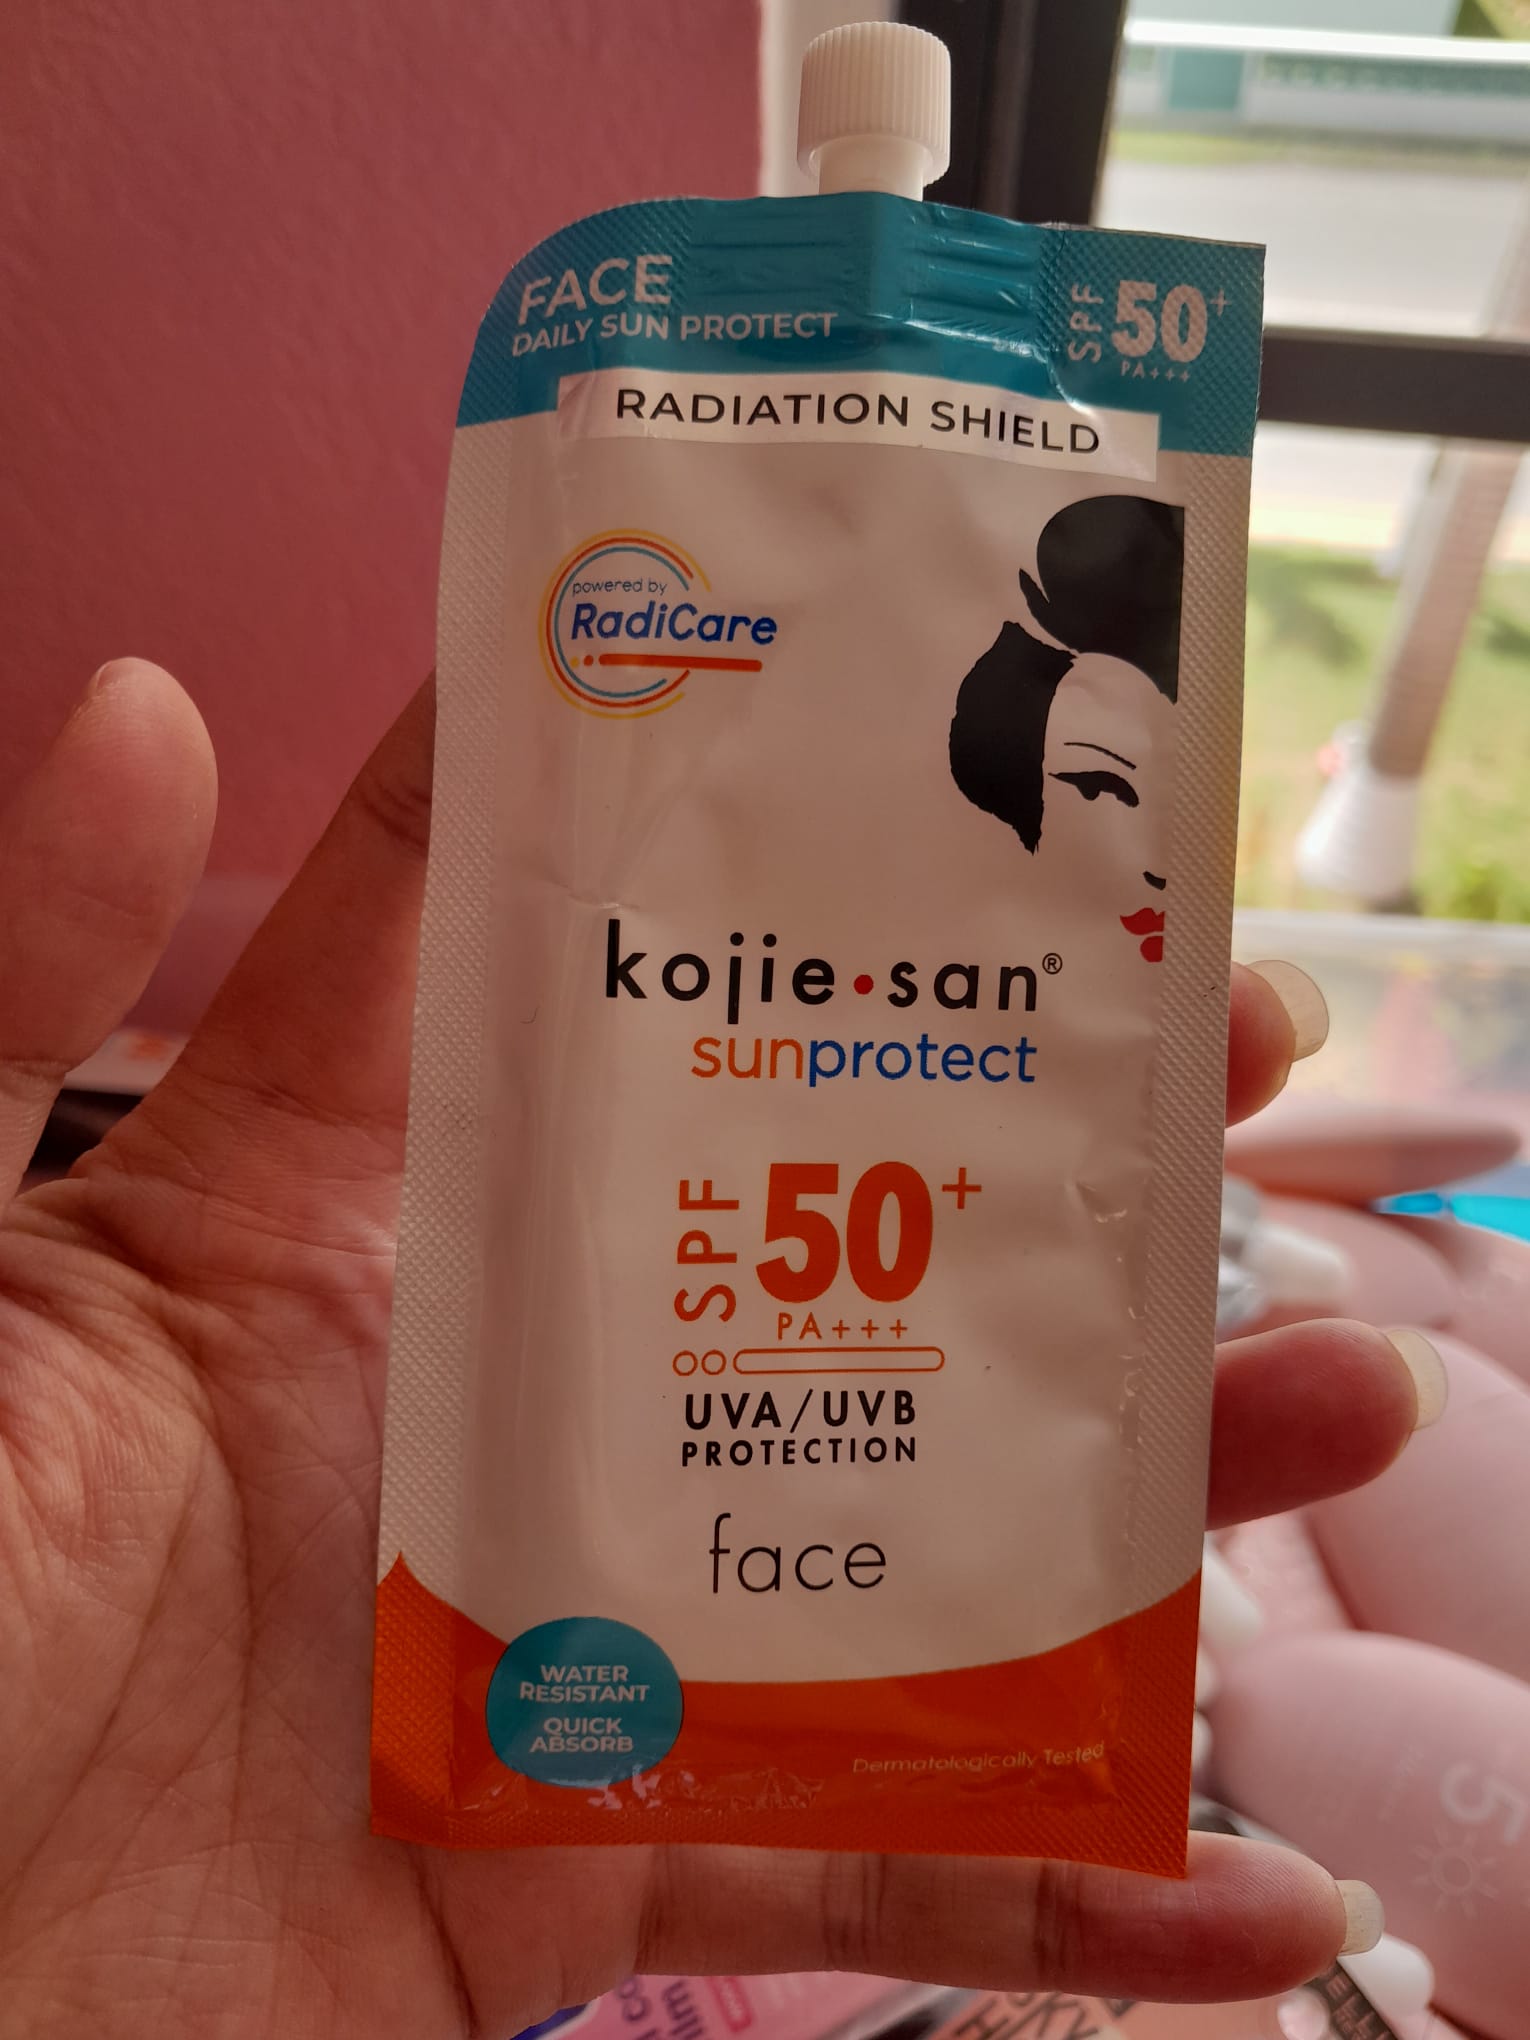 FACE
DAILY SUN PROTECT
SPF 50+
PA+++
RADIATION SHIELD
powered by
RadiCare
kojie•san®
sunprotect
SPF 50+
PA+++
UVA/UVB
PROTECTION
face
WATER
RESISTANT
QUICK
ABSORB
Dermatologically Tested
5